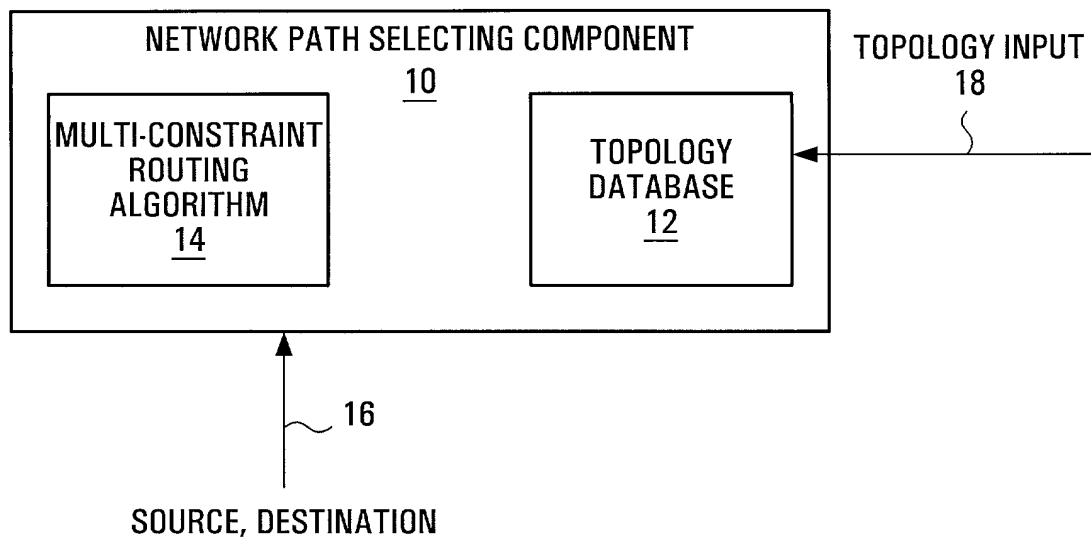 NETWORK PATH SELECTING COMPONENT
10
MULTI-CONSTRAINT
ROUTING
ALGORITHM
14
TOPOLOGY
DATABASE
12
TOPOLOGY INPUT
18
16
SOURCE, DESTINATION